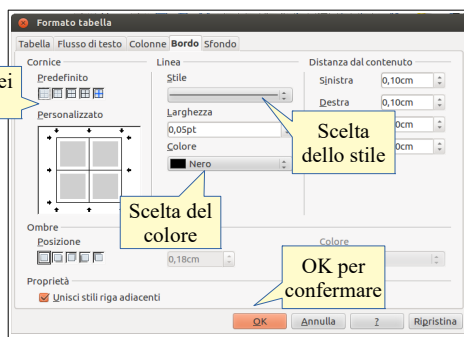 Formato tabella
Tabella Flusso di testo Colonne Bordo Sfondo
Cornice Linea Distanza dal contenuto
Predefinito Stile Sinistra 0,10cm
ei
Destra 0,10cm
Personalizzato Larghezza
0,05pt
Scelta
dello stile
Colore
Nero
Scelta del
colore
Ombre
Posizione Colore
0,18cm
OK per
confermare
Proprietà
Unisci stili riga adiacenti
OK Annulla ? Ripristina